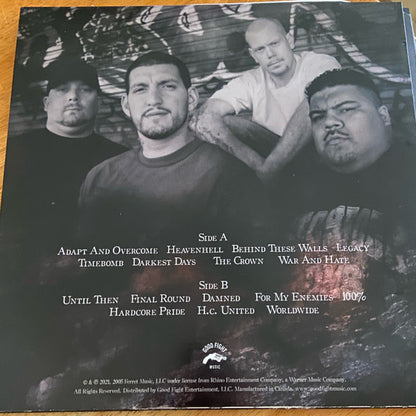 Side A
Adapt And Overcome Heavenhell Behind These Walls Legacy
Timebomb Darkest Days The Crown War And Hate
Side B
Until Then Final Round Damned For My Enemies 100%
Hardcore Pride H.C. United Worldwide
GOOD FIGHT
MUSIC
℗ & © 2021, 2005 Ferret Music, LLC under license from Rhino Entertainment Company, a Warner Music Company.
All Rights Reserved. Distributed by Good Fight Entertainment, LLC. Manufactured in Canada. www.goodfightmusic.com